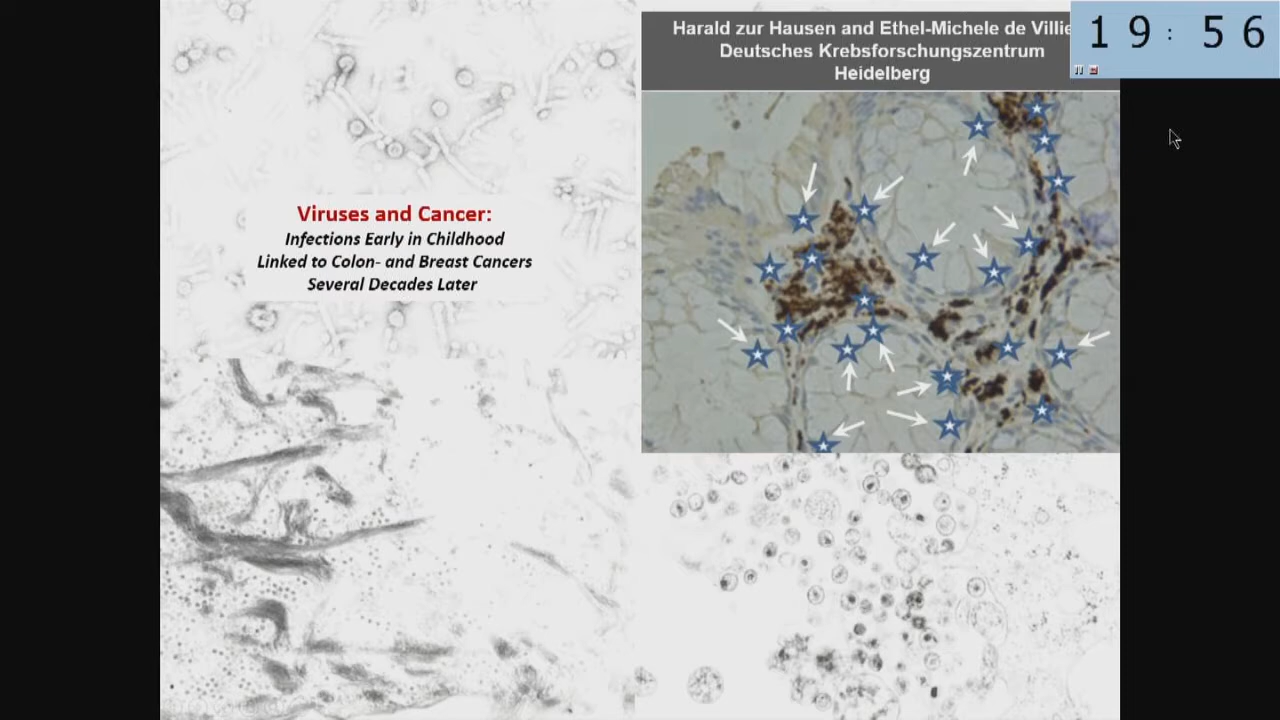 Viruses and Cancer:
Infections Early in Childhood
Linked to Colon- and Breast Cancers
Several Decades Later
Harald zur Hausen and Ethel-Michele de
Deutsches Krebsforschungszentrum
Heidelberg
19:56